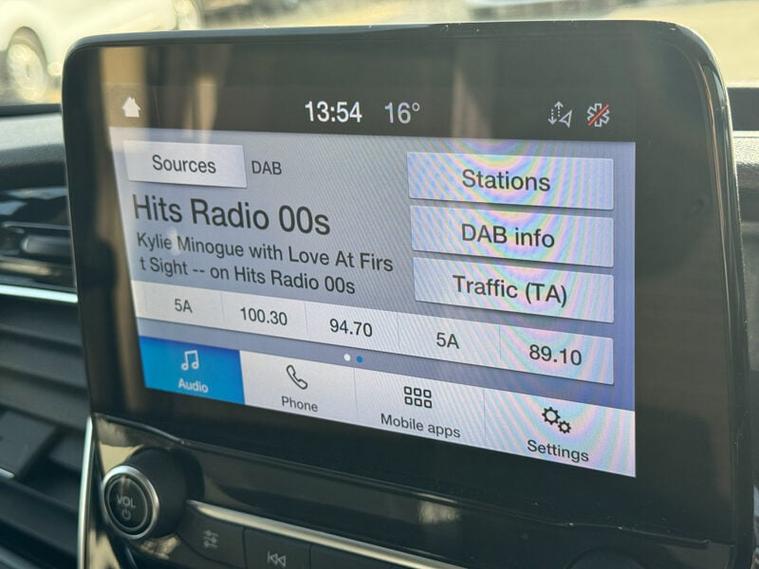 13:54 16°
Sources DAB
Stations
Hits Radio 00s
DAB info
Kylie Minogue with Love At Firs
t Sight -- on Hits Radio 00s
Traffic (TA)
5A 100.30 94.70 5A 89.10
Audio Phone Mobile apps Settings
VOL